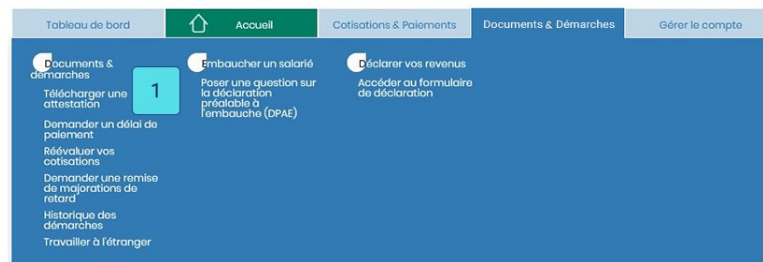 Tableau de bord
Accueil
Cotisations & Paiements
Documents & Démarches
Gérer le compte
Documents &
démarches
Télécharger une
attestation
1
Demander un délai de
paiement
Réévaluer vos
cotisations
Demander une remise
de majorations de
retard
Historique des
démarches
Travailler à l'étranger
Embaucher un salarié
Poser une question sur
la déclaration
préalable à
l'embauche (DPAE)
Déclarer vos revenus
Accéder au formulaire
de déclaration